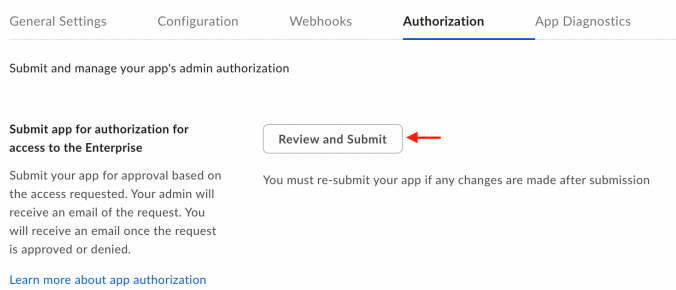 General Settings Configuration Webhooks Authorization App Diagnostics
Submit and manage your app's admin authorization
Submit app for authorization for
access to the Enterprise
Submit your app for approval based on
the access requested. Your admin will
receive an email of the request. You
will receive an email once the request
is approved or denied.
Learn more about app authorization
Review and Submit
You must re-submit your app if any changes are made after submission